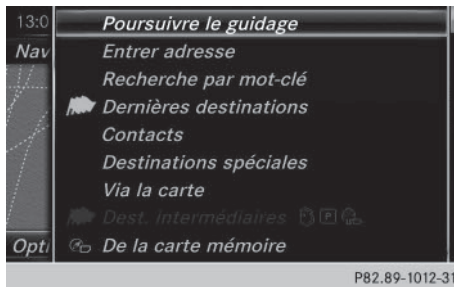 13:0
Poursuivre le guidage
Nav
Entrer adresse
Recherche par mot-clé
Dernières destinations
Contacts
Destinations spéciales
Via la carte
Dest. intermédiaires P
Opti
De la carte mémoire
P82.89-1012-31